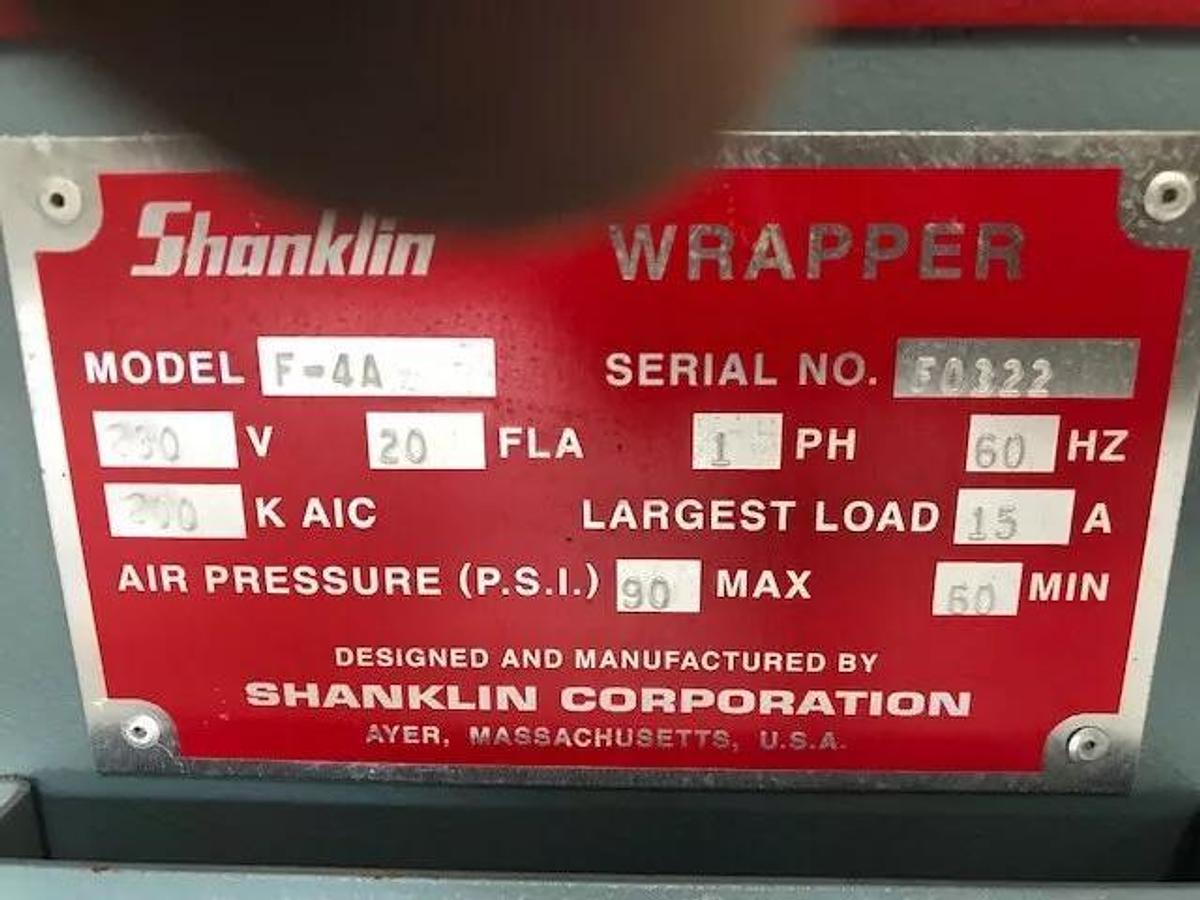 Shanklin WRAPPER
MODEL F-4A SERIAL NO. F0322
230 V 20 FLA 1 PH 60 HZ
200 K AIC LARGEST LOAD 15 A
AIR PRESSURE (P.S.I.) 90 MAX 60 MIN
DESIGNED AND MANUFACTURED BY
SHANKLIN CORPORATION
AYER, MASSACHUSETTS, U.S.A.